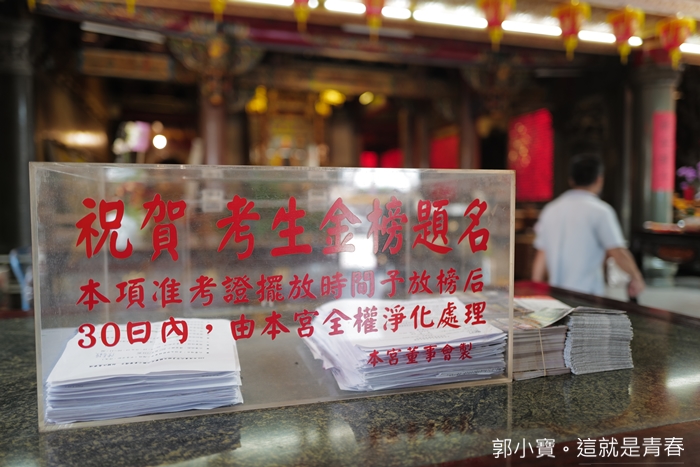 祝賀 考生金榜題名
本項准考證擺放時間予放榜后
30日內，由本宮全權淨化處理
本宮董事會製
郭小寶。這就是青春